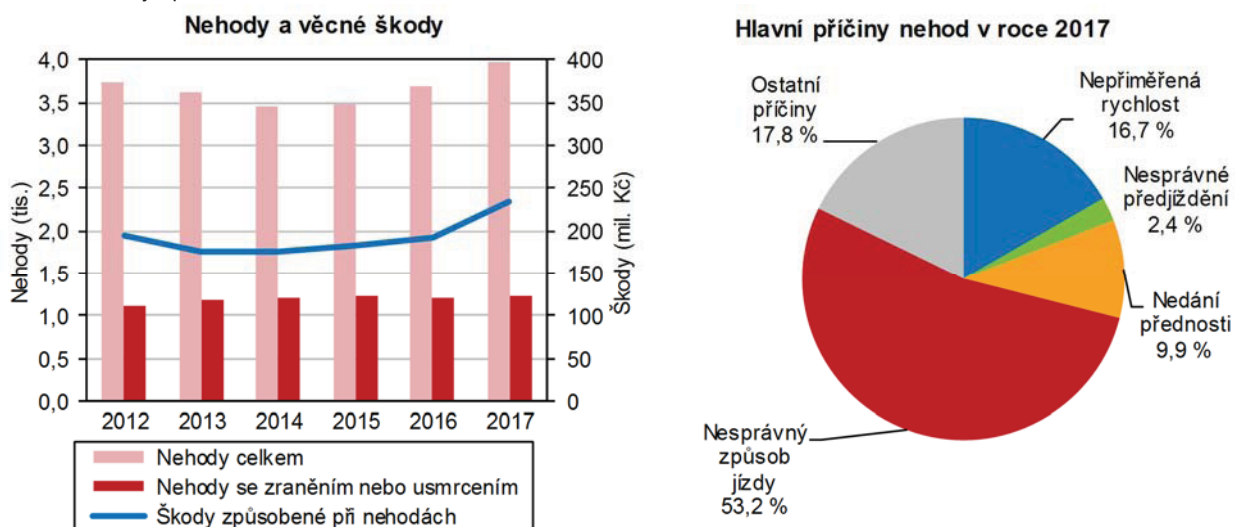 Nehody a věcné škody
4,0
3,5
3,0
2,5
2,0
1,5
1,0
0,5
0,0
Nehody (tis.)
400
350
300
250
200
150
100
50
0
Škody (mil. Kč)
2012 2013 2014 2015 2016 2017
Nehody celkem
Nehody se zraněním nebo usmrcením
Škody způsobené při nehodách
Hlavní příčiny nehod v roce 2017
Ostatní
příčiny
17,8 %
Nepřiměřená
rychlost
16,7 %
Nesprávné
předjíždění
2,4 %
Nedání
přednosti
9,9 %
Nesprávný
způsob
jízdy
53,2 %